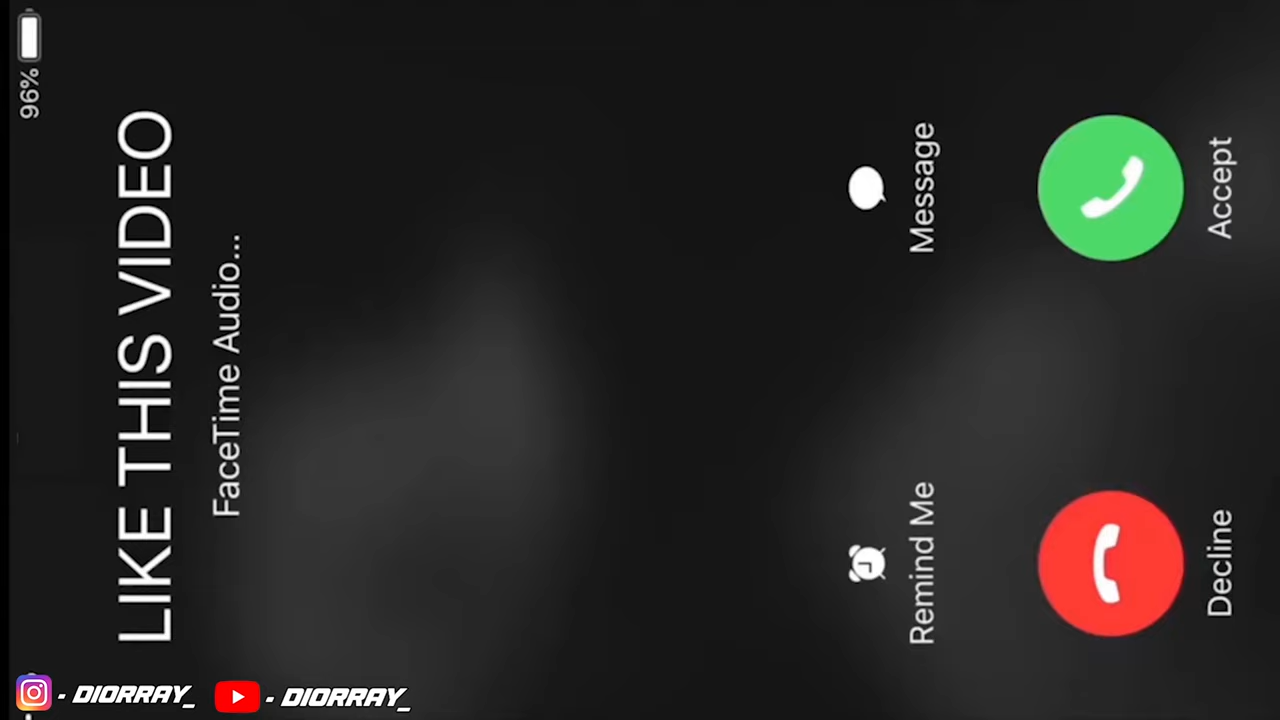 96%
LIKE THIS VIDEO
FaceTime Audio...
Remind Me
Message
Decline
Accept
- DIORRAY_
- DIORRAY_